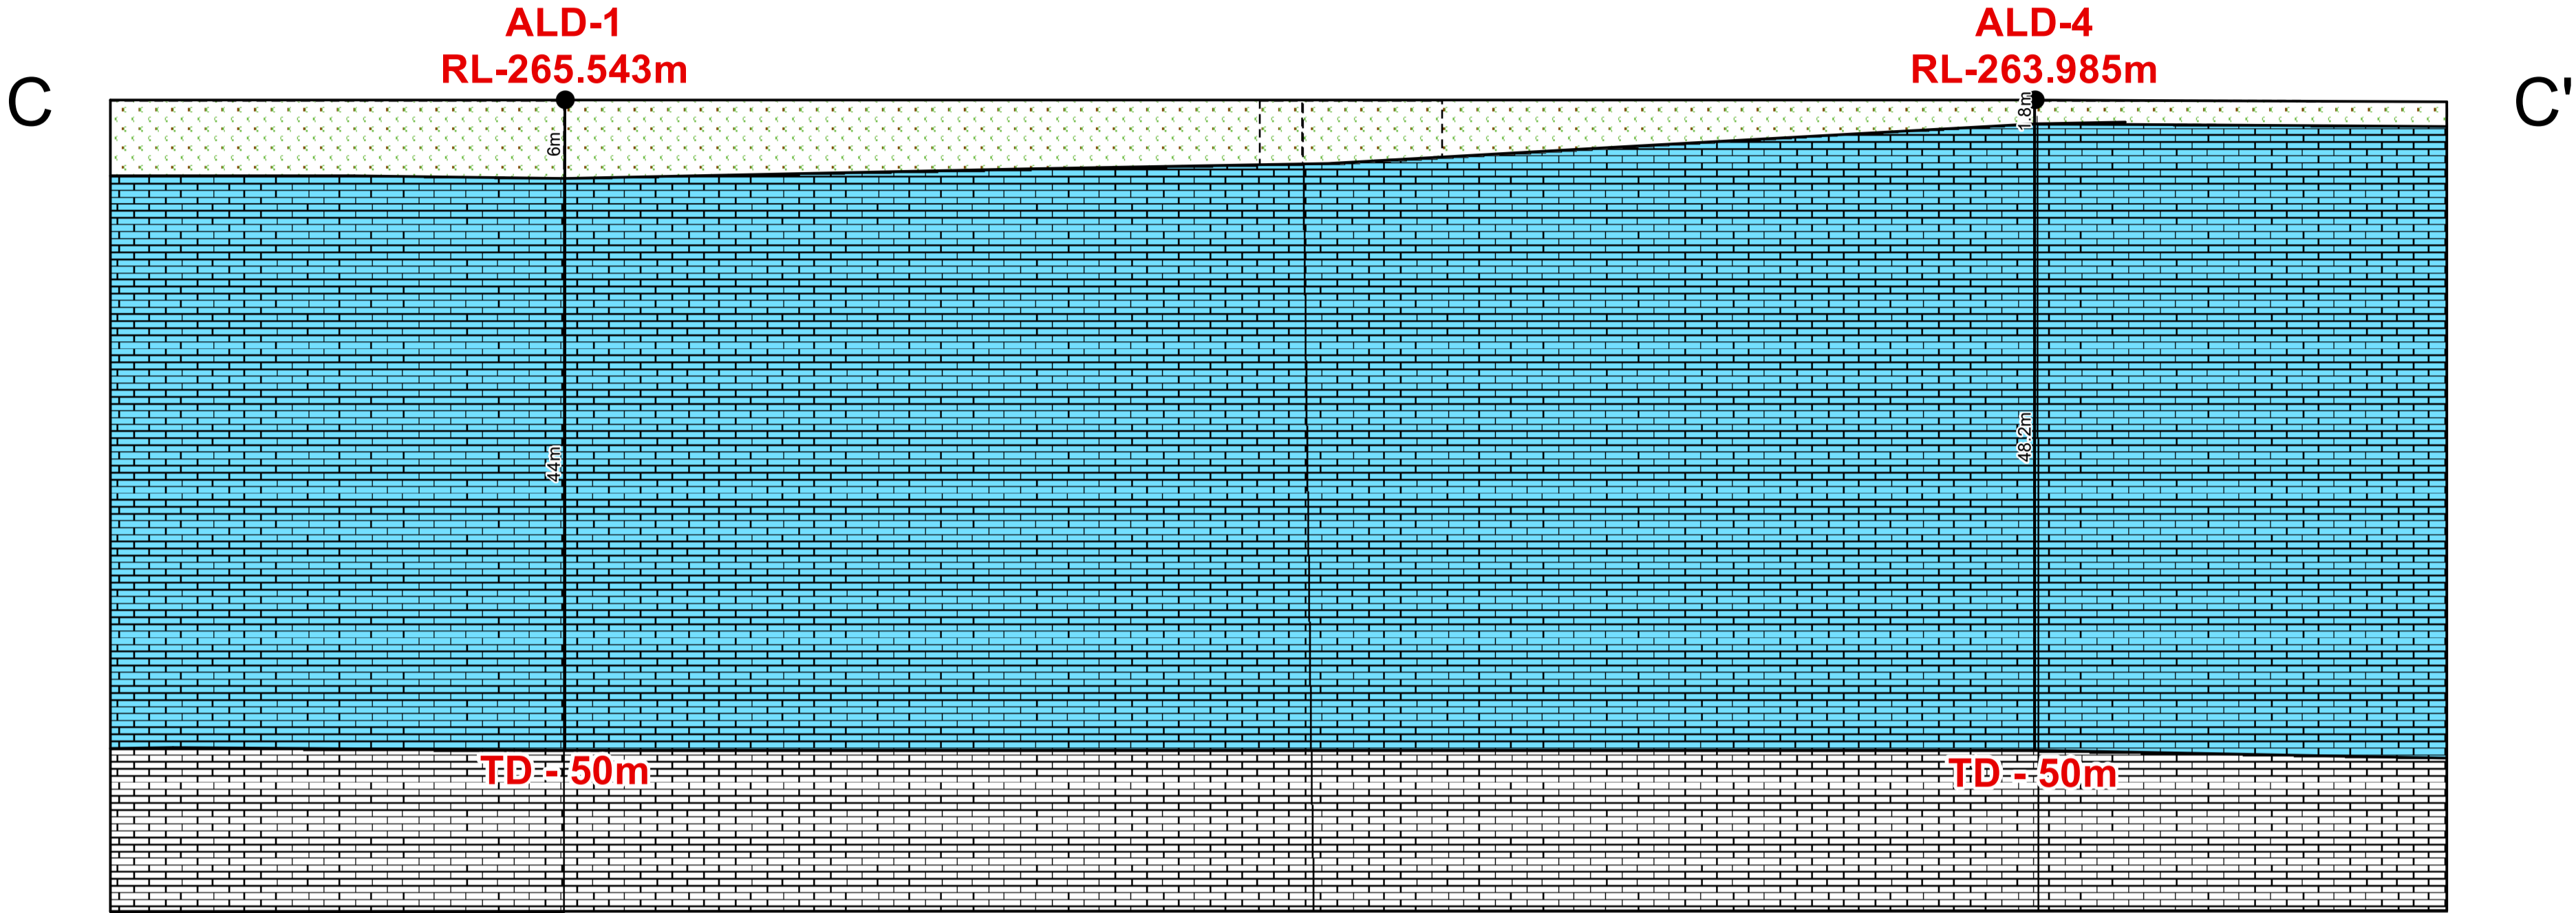 ALD-1
RL-265.543m
ALD-4
RL-263.985m
C
C'
6m
1.8m
44m
48.2m
TD - 50m
TD - 50m